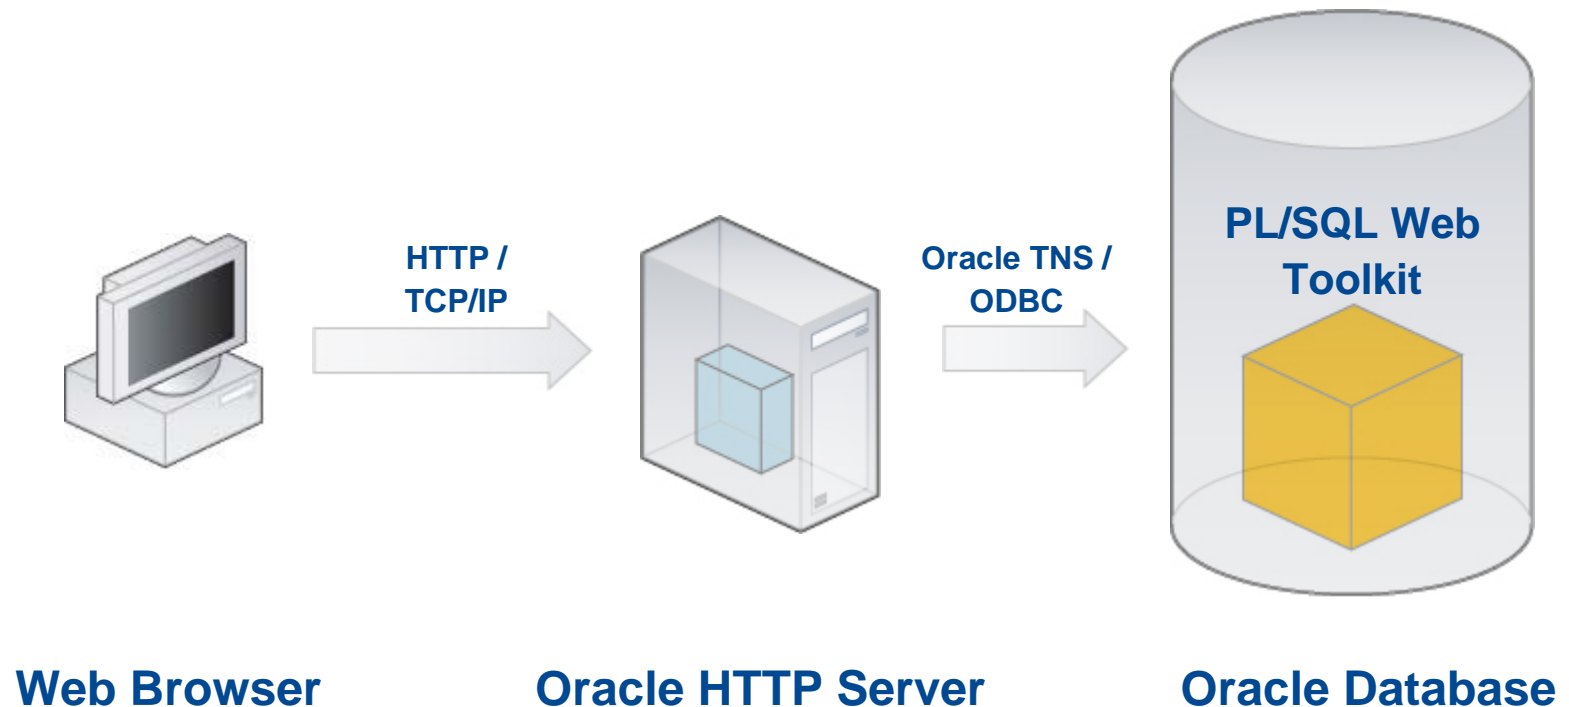 HTTP /
TCP/IP
Oracle TNS /
ODBC
PL/SQL Web
Toolkit
Web Browser
Oracle HTTP Server
Oracle Database